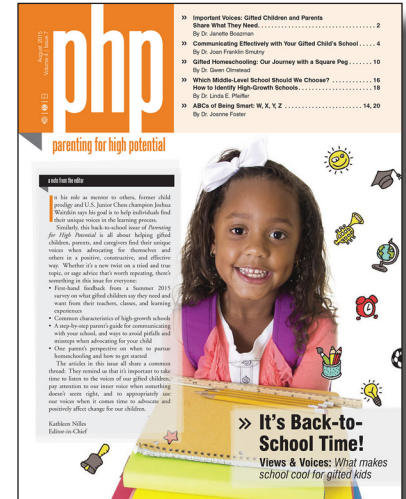 August 2015
Volume 4 | Issue 7
php
parenting for high potential
» Important Voices: Gifted Children and Parents
Share What They Need. . . . . . . . . . . . . . . . . . . . . . . . . . 2
By Dr. Janette Boazman
» Communicating Effectively with Your Gifted Child's School . . . . . 4
By Dr. Joan Franklin Smutny
» Gifted Homeschooling: Our Journey with a Square Peg . . . . . . 10
By Dr. Gwen Olmstead
» Which Middle-Level School Should We Choose? . . . . . . . . . . 16
How to Identify High-Growth Schools. . . . . . . . . . . . . . . . . 18
By Dr. Linda E. Pfeiffer
» ABCs of Being Smart: W, X, Y, Z . . . . . . . . . . . . . . . . . . 14, 20
By Dr. Joanne Foster
a note from the editor
In his role as mentor to others, former child
prodigy and U.S. Junior Chess champion Joshua
Waitzkin says his goal is to help individuals find
their unique voices in the learning process.
Similarly, this back-to-school issue of Parenting
for High Potential is all about helping gifted
children, parents, and caregivers find their unique
voices when advocating for themselves and
others in a positive, constructive, and effective
way. Whether it's a new twist on a tried and true
topic, or sage advice that's worth repeating, there's
something in this issue for everyone:
• First-hand feedback from a Summer 2015
survey on what gifted children say they need and
want from their teachers, classes, and learning
experiences
• Common characteristics of high-growth schools
• A step-by-step parent's guide for communicating
with your school, and ways to avoid pitfalls and
missteps when advocating for your child
• One parent's perspective on when to pursue
homeschooling and how to get started
The articles in this issue all share a common
thread: They remind us that it's important to take
time to listen to the voices of our gifted children,
pay attention to our inner voice when something
doesn't seem right, and to appropriately use
our voices when it comes time to advocate and
positively affect change for our children.
Kathleen Nilles
Editor-in-Chief
» It's Back-to-
School Time!
Views & Voices: What makes
school cool for gifted kids